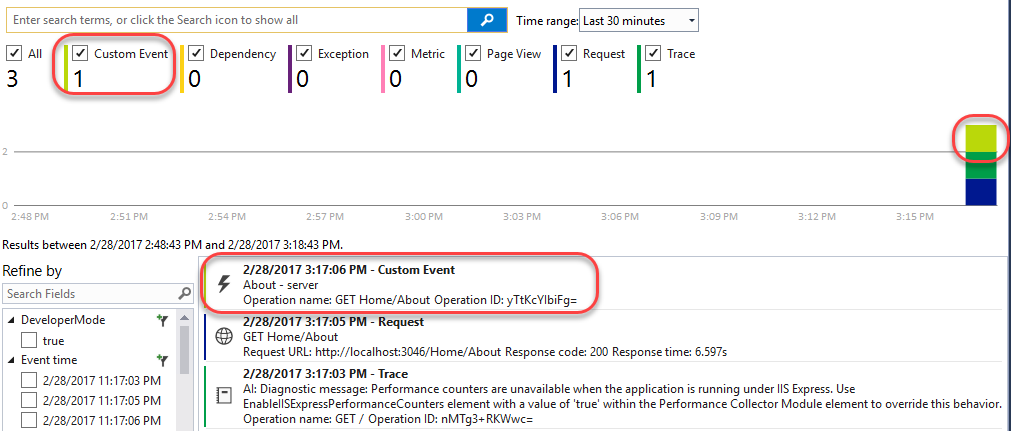 Enter search terms, or click the Search icon to show all
Time range: Last 30 minutes
All Custom Event Dependency Exception Metric Page View Request Trace
3 1 0 0 0 0 1 1
2
0
2:48 PM 2:51 PM 2:54 PM 2:57 PM 3:00 PM 3:03 PM 3:06 PM 3:09 PM 3:12 PM 3:15 PM
Results between 2/28/2017 2:48:43 PM and 2/28/2017 3:18:43 PM.
Refine by
Search Fields
DeveloperMode
true
Event time
2/28/2017 11:17:03 PM
2/28/2017 11:17:05 PM
2/28/2017 11:17:06 PM
2/28/2017 3:17:06 PM - Custom Event
About - server
Operation name: GET Home/About Operation ID: yTtKcYlbiFg=
2/28/2017 3:17:05 PM - Request
GET Home/About
Request URL: http://localhost:3046/Home/About Response code: 200 Response time: 6.597s
2/28/2017 3:17:03 PM - Trace
AI: Diagnostic message: Performance counters are unavailable when the application is running under IIS Express. Use
EnableIISExpressPerformanceCounters element with a value of 'true' within the Performance Collector Module element to override this behavior.
Operation name: GET / Operation ID: nMTg3+RKWwc=